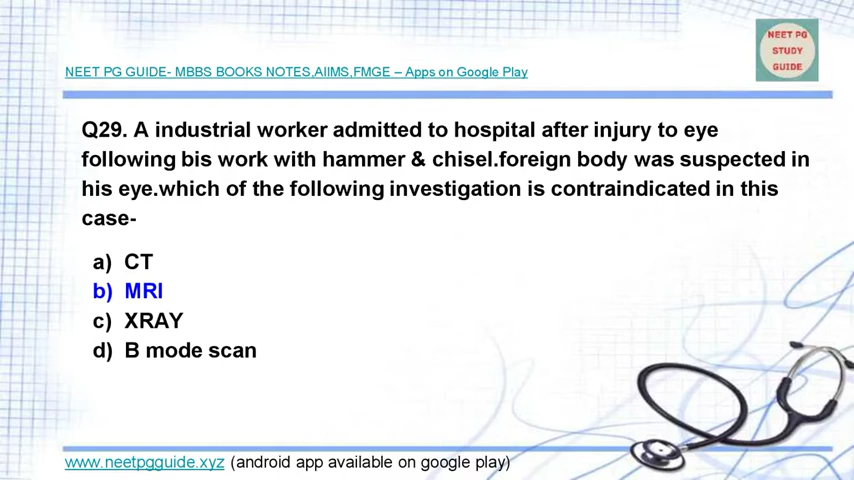 NEET PG
STUDY
GUIDE
NEET PG GUIDE- MBBS BOOKS NOTES,AIIMS,FMGE – Apps on Google Play
Q29. A industrial worker admitted to hospital after injury to eye
following bis work with hammer & chisel.foreign body was suspected in
his eye.which of the following investigation is contraindicated in this
case-
a) CT
b) MRI
c) XRAY
d) B mode scan
www.neetpgguide.xyz (android app available on google play)